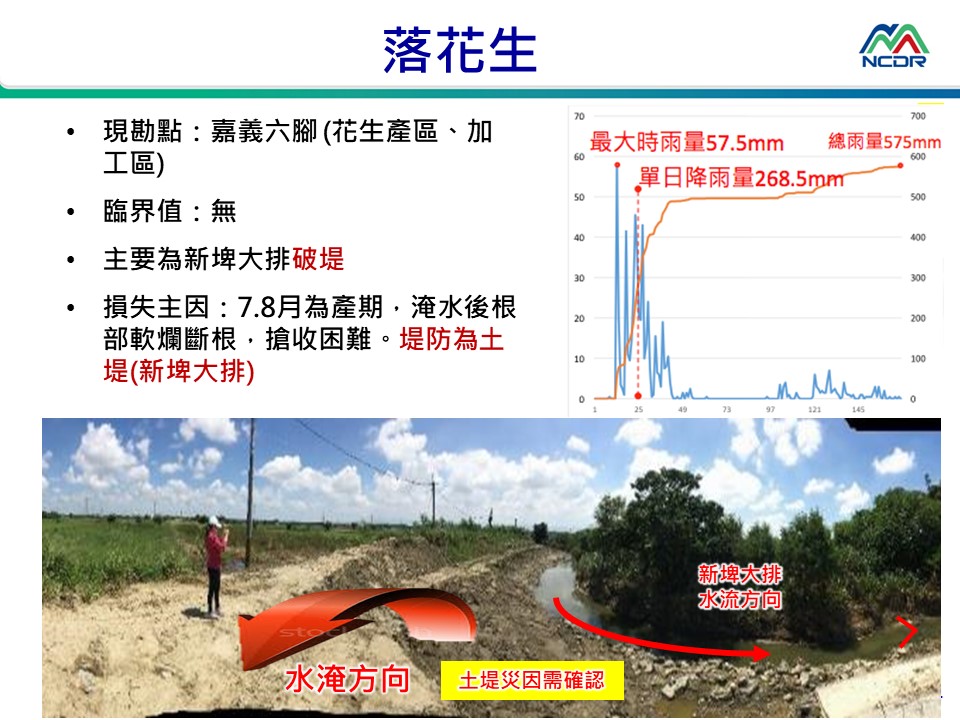 落花生
NCDR
• 現勘點：嘉義六腳 (花生產區、加
工區)
• 臨界值：無
• 主要為新埤大排破堤
• 損失主因：7.8月為產期，淹水後根
部軟爛斷根，搶收困難。堤防為土
堤(新埤大排)
70
60
50
40
30
20
10
0
最大時雨量57.5mm
單日降雨量268.5mm
總雨量575mm
700
600
500
400
300
200
100
0
1 25 49 73 97 121 145
新埤大排
水流方向
水淹方向
土堤災因需確認